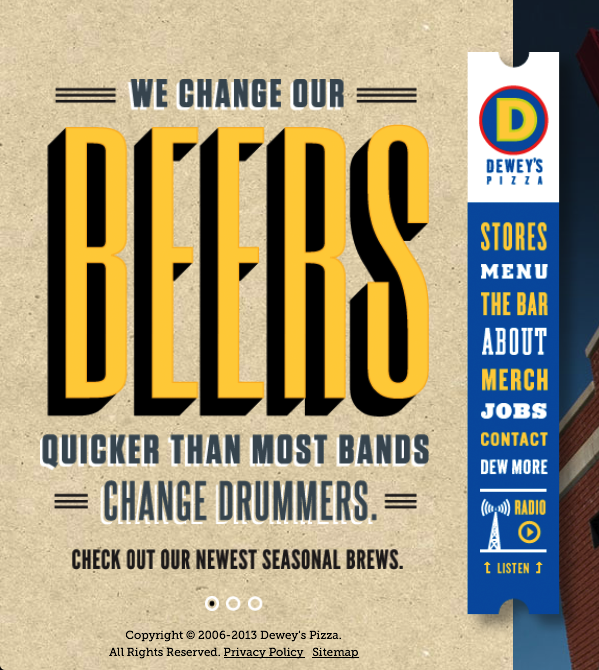 WE CHANGE OUR
BEERS
QUICKER THAN MOST BANDS
CHANGE DRUMMERS.
CHECK OUT OUR NEWEST SEASONAL BREWS.
Copyright © 2006-2013 Dewey's Pizza.
All Rights Reserved. Privacy Policy Sitemap
D
DEWEY'S
PIZZA
STORES
MENU
THE BAR
ABOUT
MERCH
JOBS
CONTACT
DEW MORE
RADIO
LISTEN